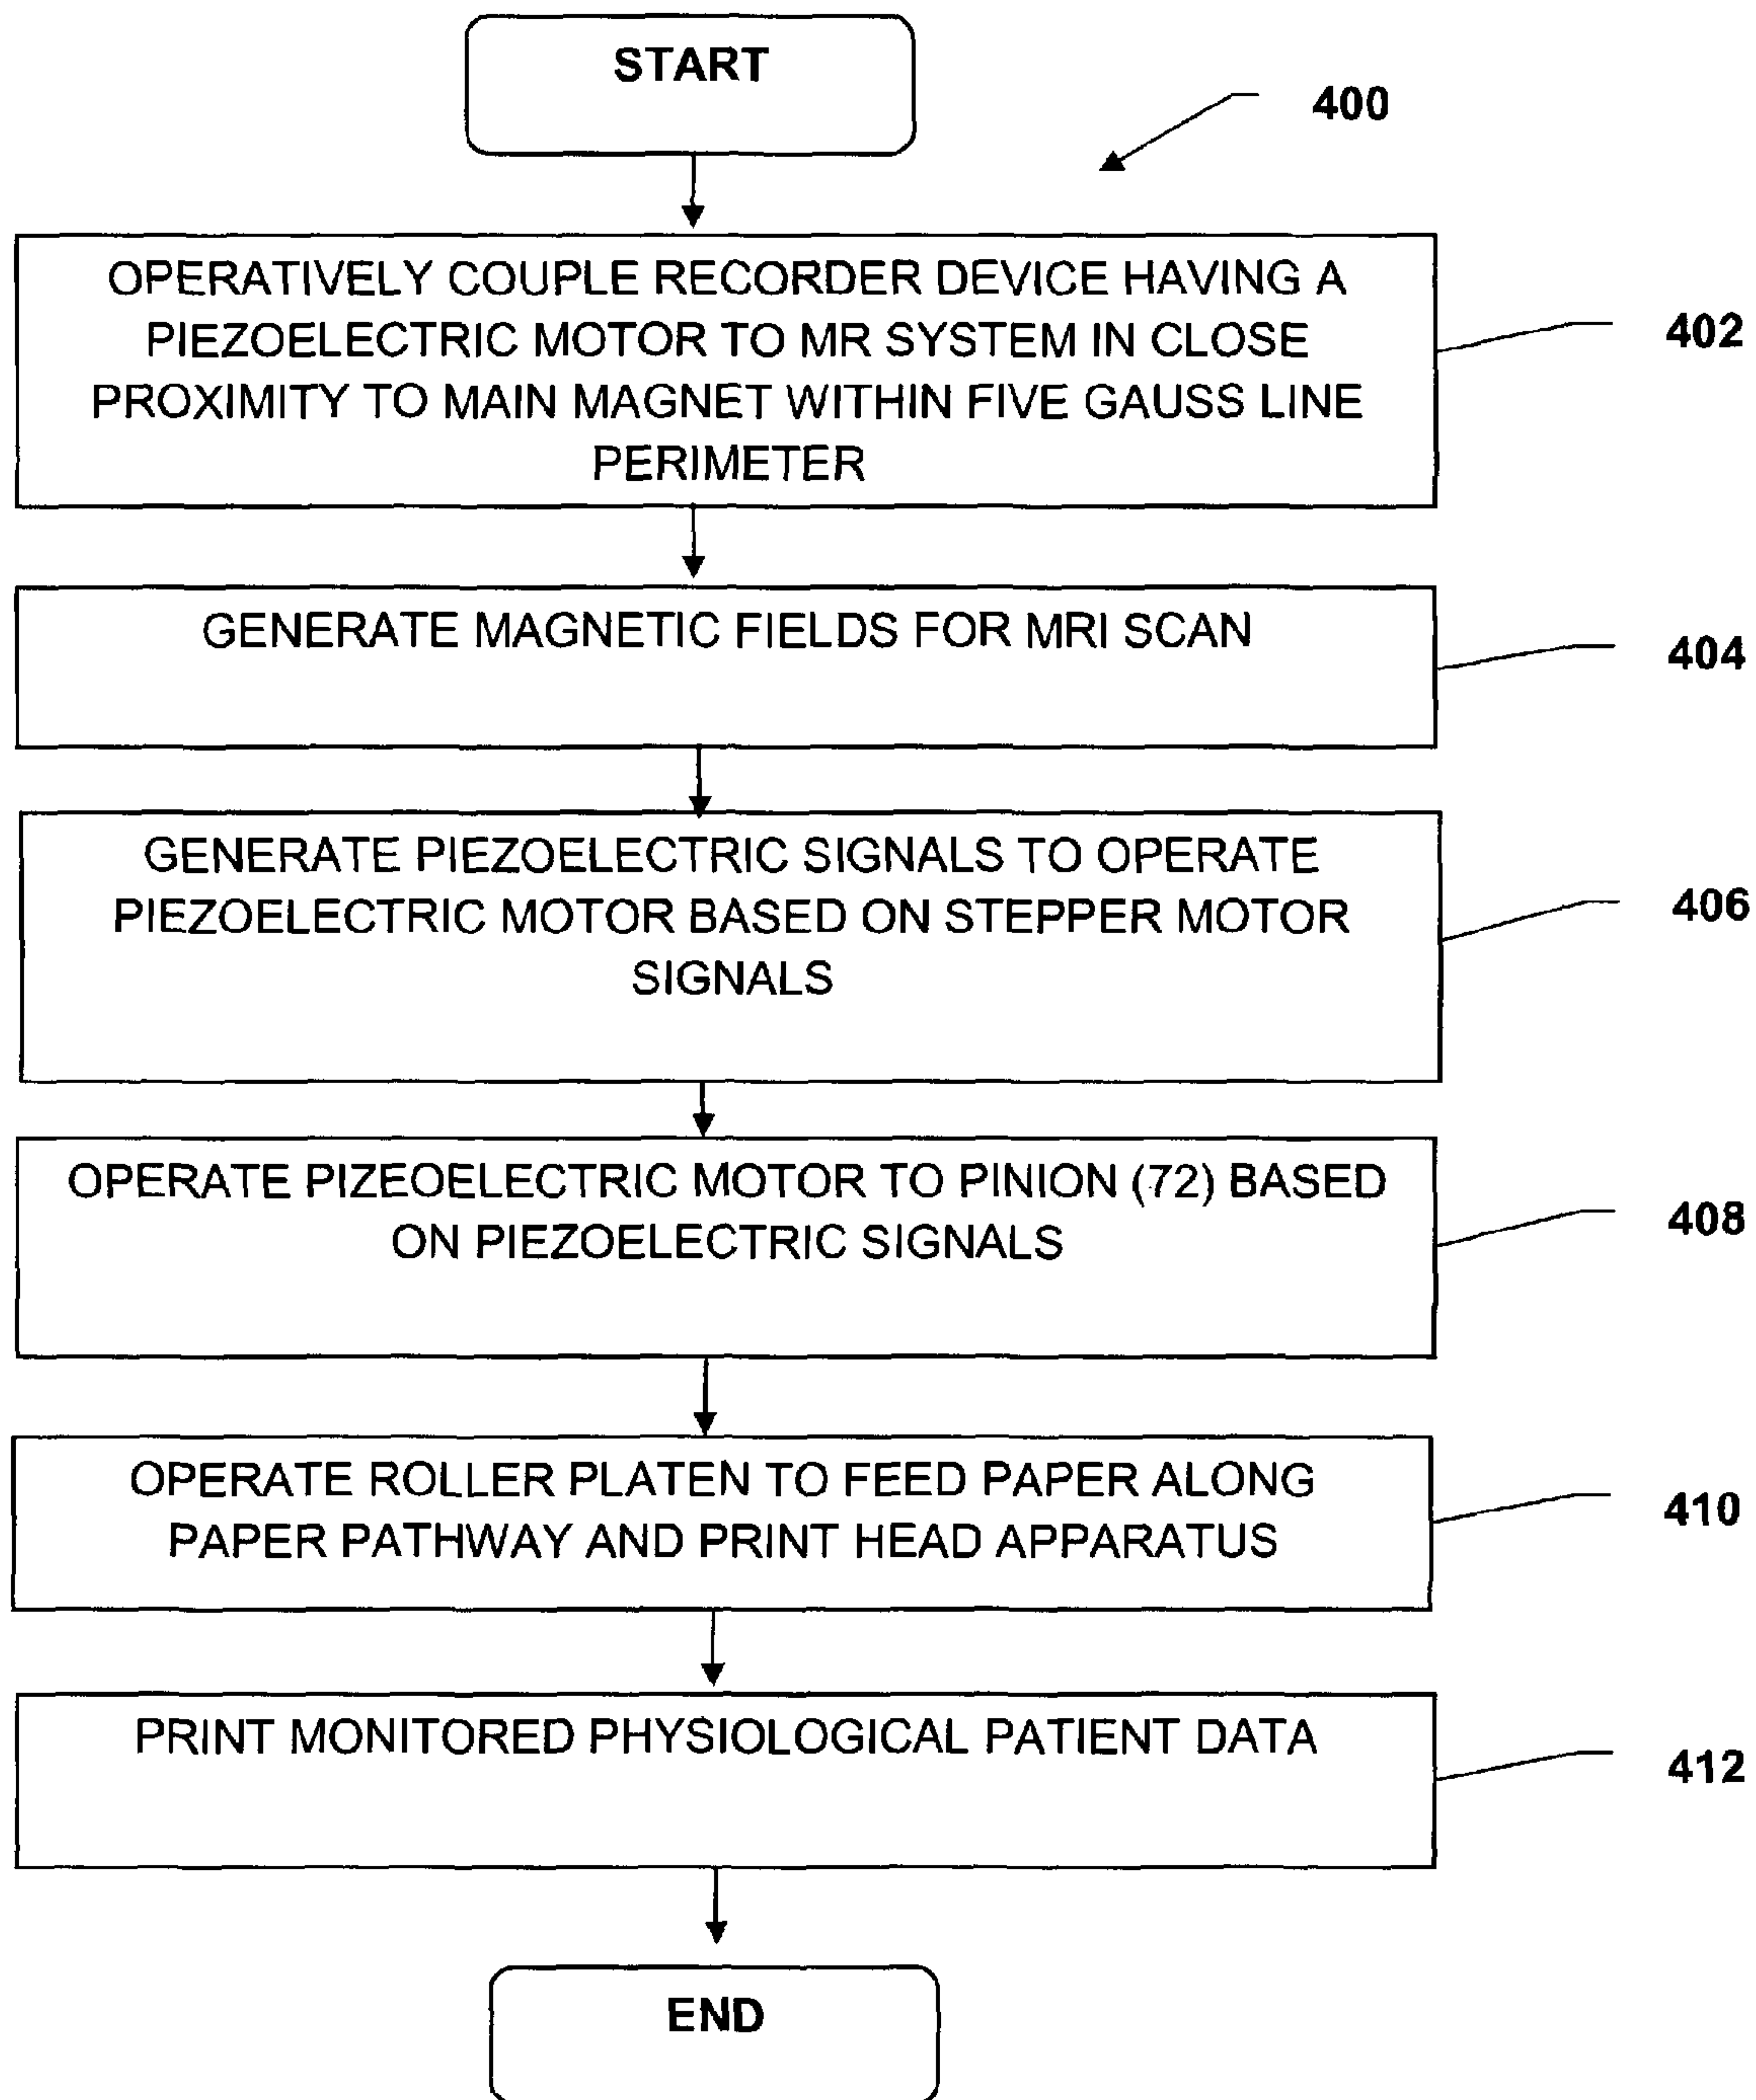 START
400
OPERATIVELY COUPLE RECORDER DEVICE HAVING A
PIEZOELECTRIC MOTOR TO MR SYSTEM IN CLOSE
PROXIMITY TO MAIN MAGNET WITHIN FIVE GAUSS LINE
PERIMETER
402
GENERATE MAGNETIC FIELDS FOR MRI SCAN
404
GENERATE PIEZOELECTRIC SIGNALS TO OPERATE
PIEZOELECTRIC MOTOR BASED ON STEPPER MOTOR
SIGNALS
406
OPERATE PIZEOELECTRIC MOTOR TO PINION (72) BASED
ON PIEZOELECTRIC SIGNALS
408
OPERATE ROLLER PLATEN TO FEED PAPER ALONG
PAPER PATHWAY AND PRINT HEAD APPARATUS
410
PRINT MONITORED PHYSIOLOGICAL PATIENT DATA
412
END